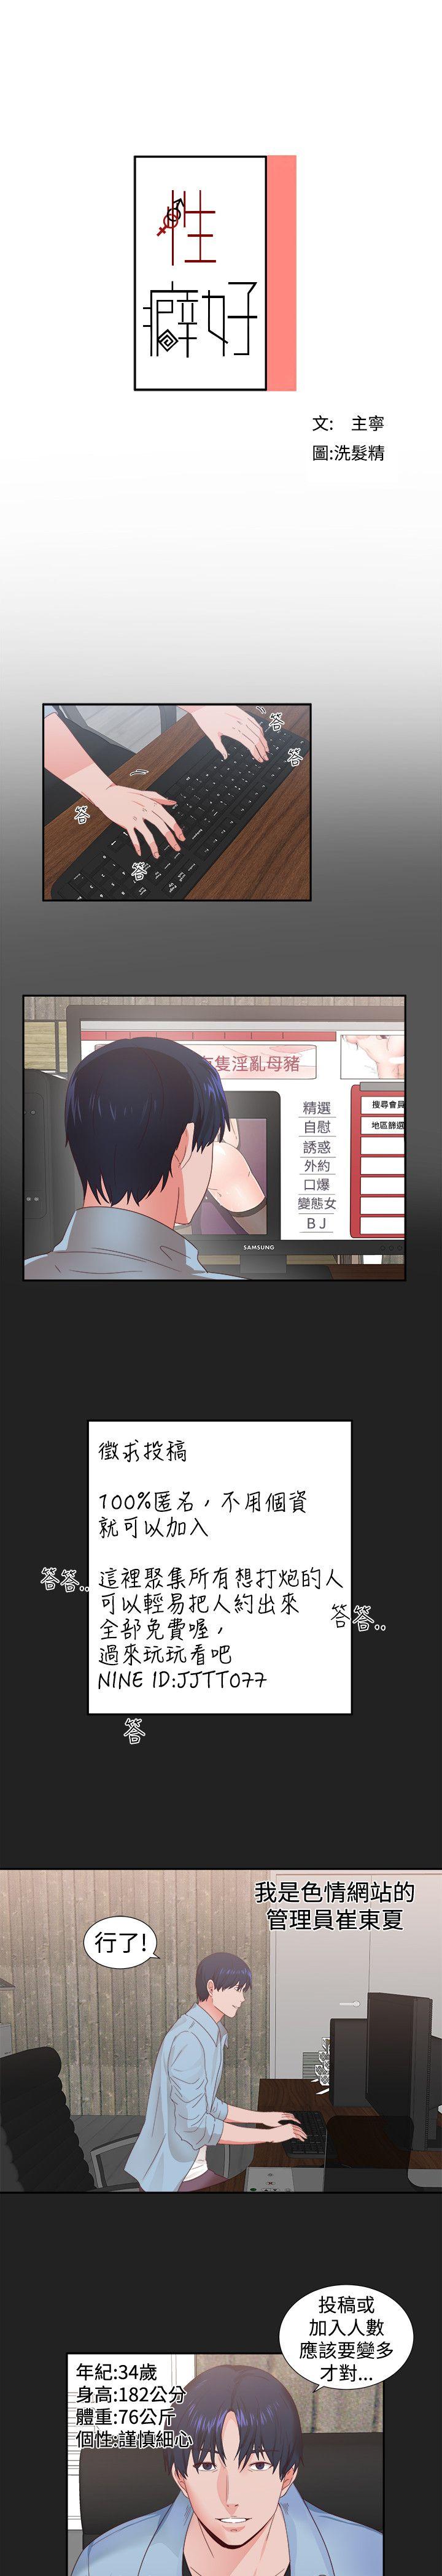 性
癖好
文: 主寧
圖:洗髮精
答
答
答
答
隻淫亂母豬
精選
自慰
誘惑
外約
口爆
變態女
BJ
搜尋會員
地區篩選
SAMSUNG
徵求投稿
100%匿名，不用個資
就可以加入
這裡聚集所有想打炮的人
可以輕易把人約出來
全部免費喔，
過來玩玩看吧
NINE ID:JJTT077
答答..
答答..
答
我是色情網站的
管理員崔東夏
行了!
投稿或
加入人數
應該要變多
才對...
年紀:34歲
身高:182公分
體重:76公斤
個性:謹慎細心